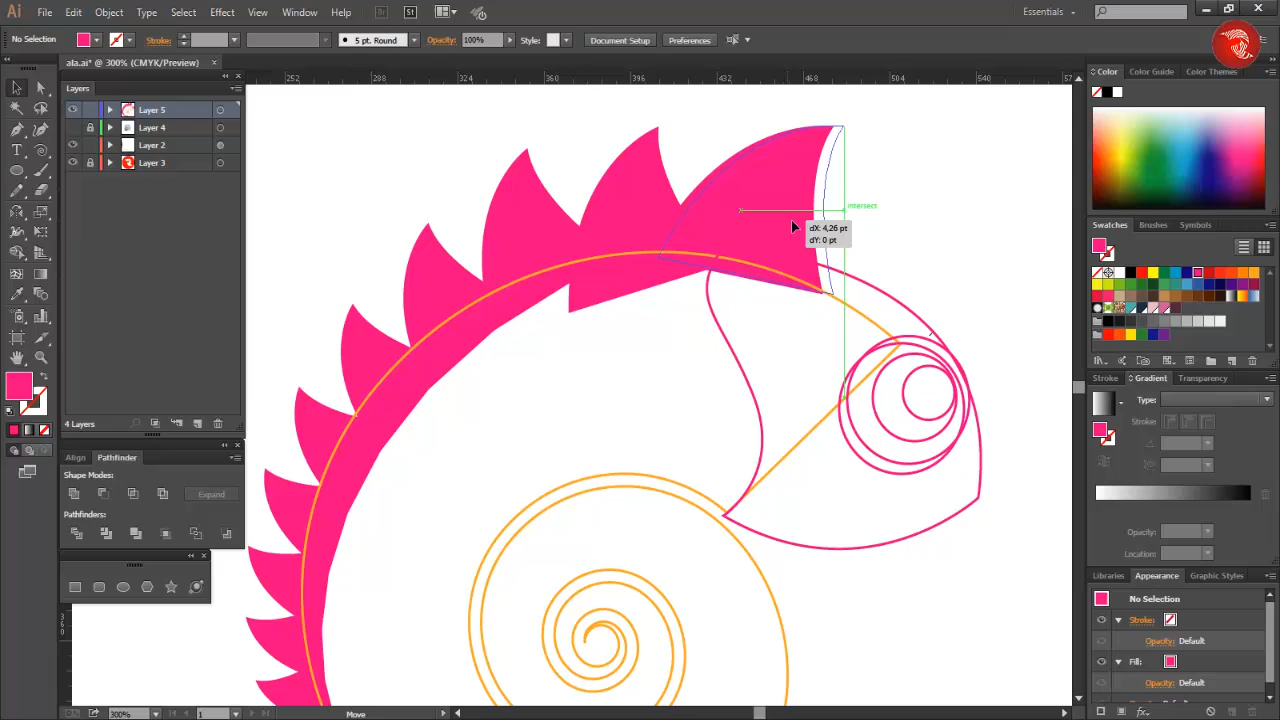 Ai File Edit Object Type Select Effect View Window Help Br St Essentials
No Selection Stroke: 5 pt. Round Opacity: 100% Style: Document Setup Preferences
ala.ai* @ 300% (CMYK/Preview) ×
Color Color Guide Color Themes
252 288 324 360 396 432 468 504 540 57
Layers
Layer 5
Layer 4
Layer 2
Layer 3
intersect
dX: 4,26 pt
dY: 0 pt
Swatches Brushes Symbols
Stroke Gradient Transparency
Type:
Stroke:
4 Layers
Align Pathfinder
Shape Modes:
Expand
Pathfinders:
Opacity:
Location:
Libraries Appearance Graphic Styles
No Selection
Stroke:
Opacity: Default
Fill:
Opacity: Default
360
300% 1 Move